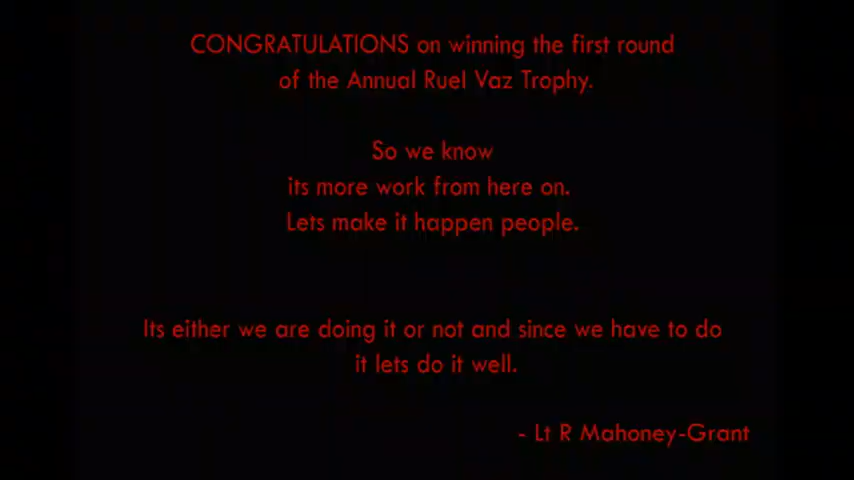 CONGRATULATIONS on winning the first round
of the Annual Ruel Vaz Trophy.
So we know
its more work from here on.
Lets make it happen people.
Its either we are doing it or not and since we have to do
it lets do it well.
- Lt R Mahoney-Grant